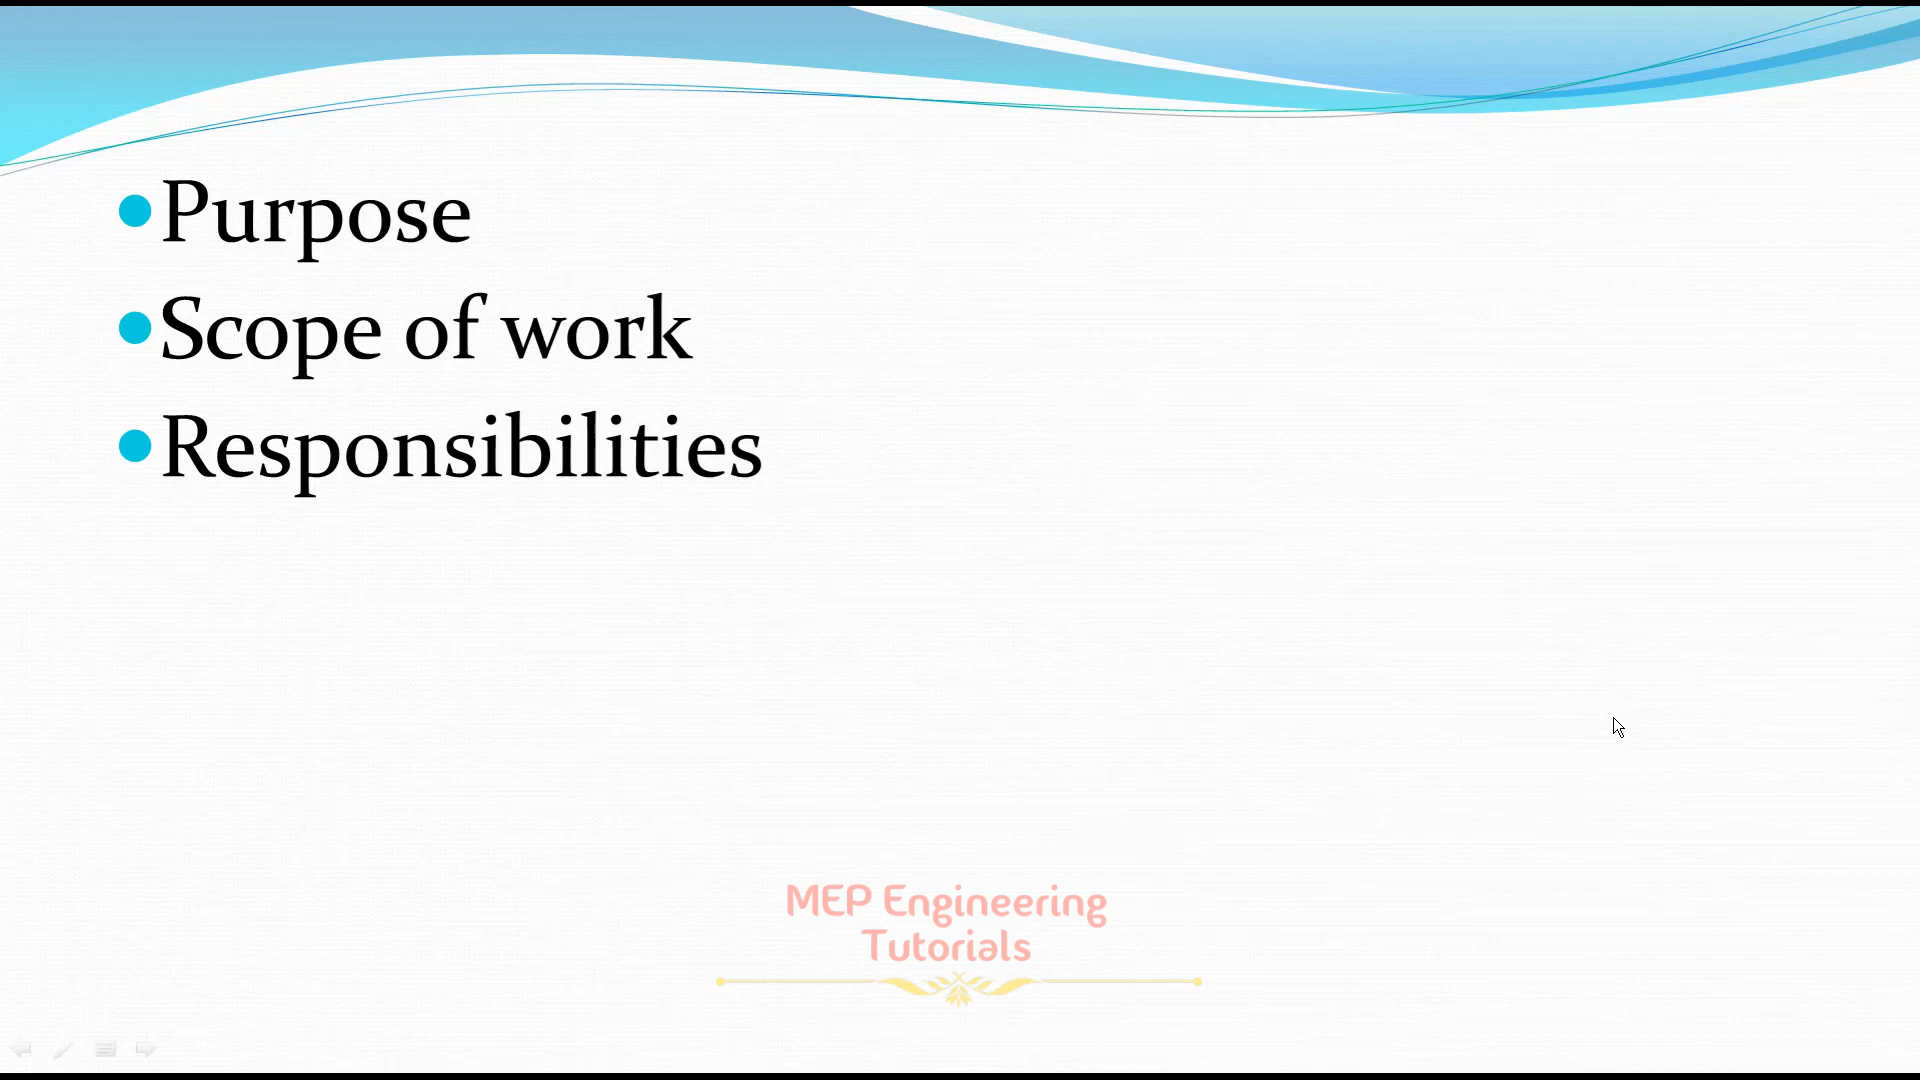 Purpose
Scope of work
Responsibilities
MEP Engineering
Tutorials